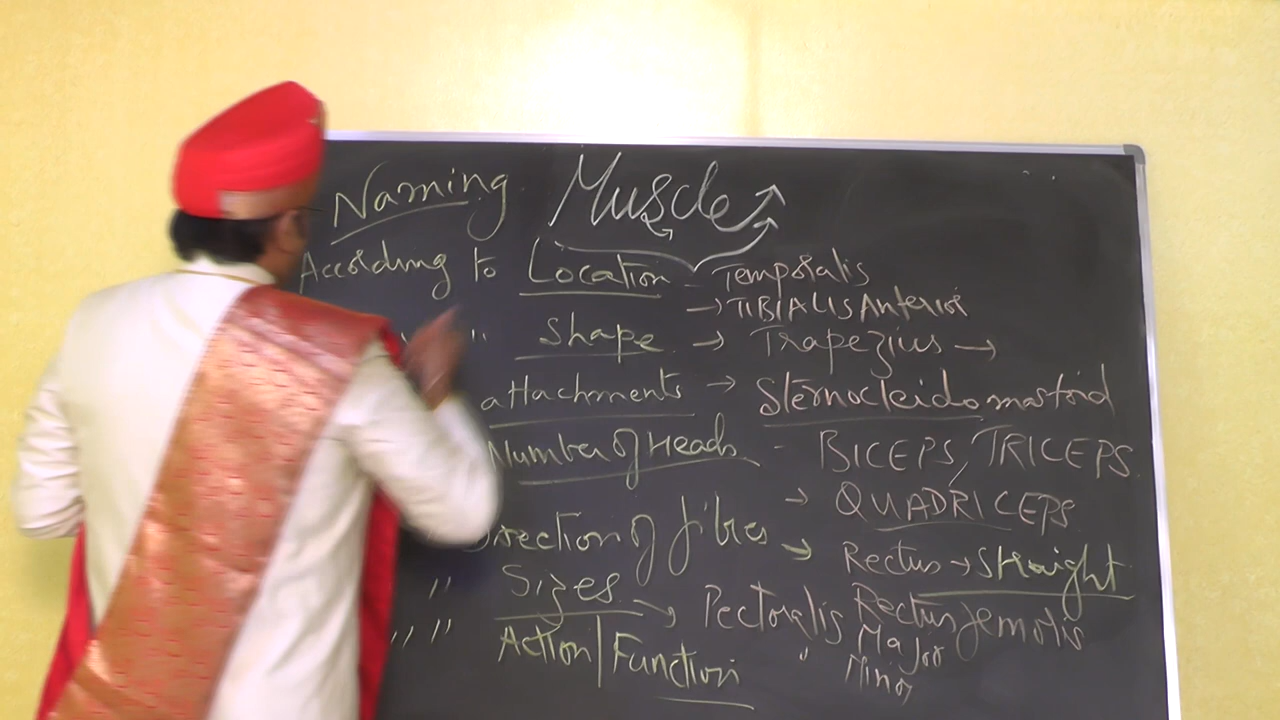 Naming Muscle
According to Location - Temporalis
→ TIBIALIS Anterior
" Shape → Trapezius →
attachments → Sternocleidomastoid
Number of Heads - BICEPS, TRICEPS
→ QUADRICEPS
Direction of fibres → Rectus → Straight
" Sizes → Pectoralis Rectus femoris
" Major
" " Action/Function Minor